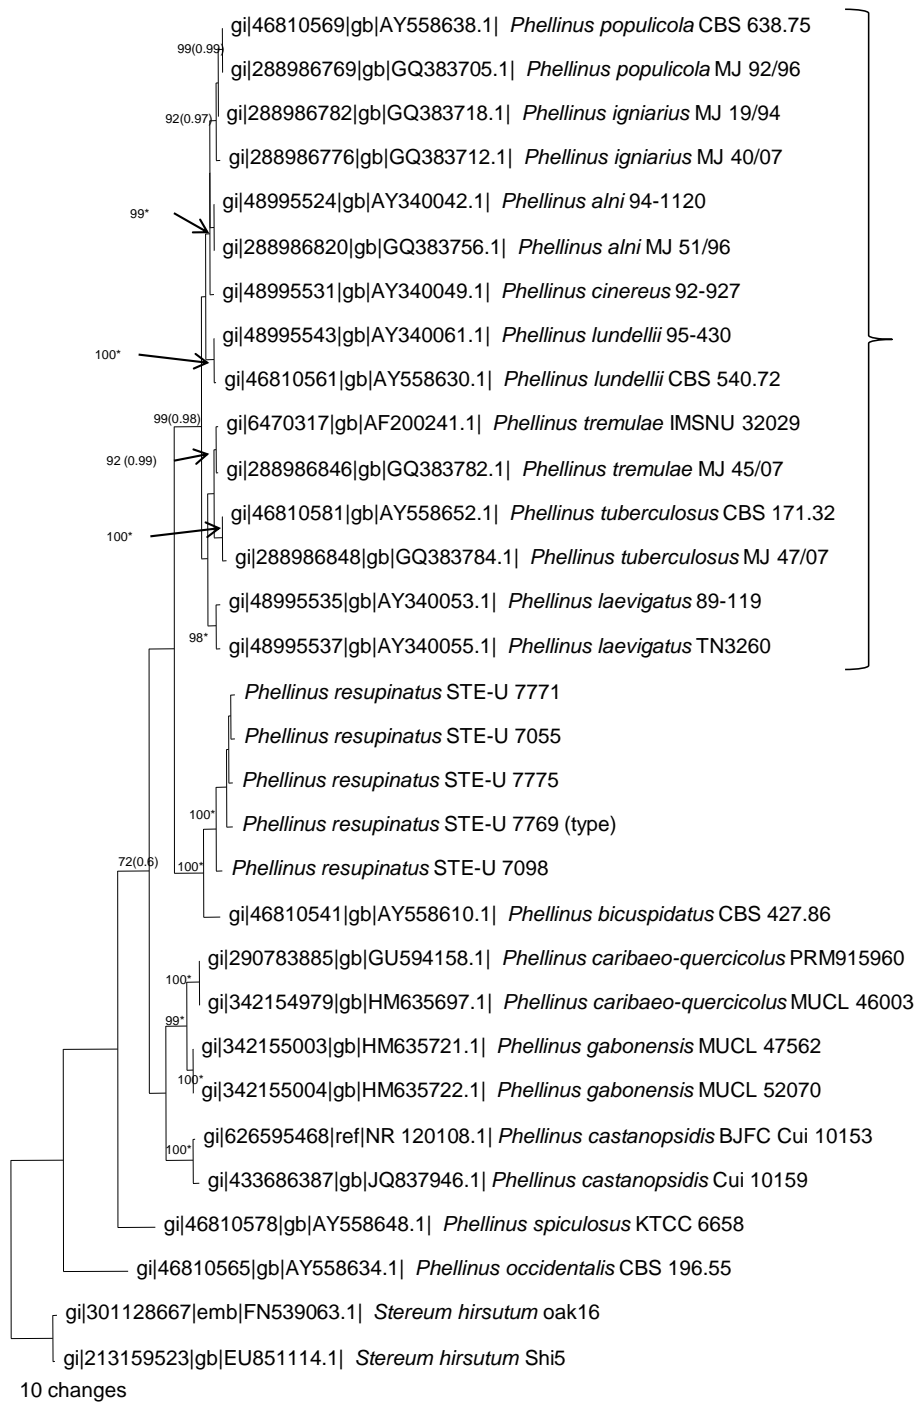 gi|46810569|gb|AY558638.1| Phellinus populicola CBS 638.75
99(0.99)
gi|288986769|gb|GQ383705.1| Phellinus populicola MJ 92/96
gi|288986782|gb|GQ383718.1| Phellinus igniarius MJ 19/94
92(0.97)
gi|288986776|gb|GQ383712.1| Phellinus igniarius MJ 40/07
gi|48995524|gb|AY340042.1| Phellinus alni 94-1120
99*
gi|288986820|gb|GQ383756.1| Phellinus alni MJ 51/96
gi|48995531|gb|AY340049.1| Phellinus cinereus 92-927
gi|48995543|gb|AY340061.1| Phellinus lundellii 95-430
100*
gi|46810561|gb|AY558630.1| Phellinus lundellii CBS 540.72
99(0.98)
gi|6470317|gb|AF200241.1| Phellinus tremulae IMSNU 32029
92 (0.99)
gi|288986846|gb|GQ383782.1| Phellinus tremulae MJ 45/07
gi|46810581|gb|AY558652.1| Phellinus tuberculosus CBS 171.32
100*
gi|288986848|gb|GQ383784.1| Phellinus tuberculosus MJ 47/07
gi|48995535|gb|AY340053.1| Phellinus laevigatus 89-119
98*
gi|48995537|gb|AY340055.1| Phellinus laevigatus TN3260
Phellinus resupinatus STE-U 7771
Phellinus resupinatus STE-U 7055
Phellinus resupinatus STE-U 7775
100*
Phellinus resupinatus STE-U 7769 (type)
72(0.6)
100*
Phellinus resupinatus STE-U 7098
gi|46810541|gb|AY558610.1| Phellinus bicuspidatus CBS 427.86
gi|290783885|gb|GU594158.1| Phellinus caribaeo-quercicolus PRM915960
100*
gi|342154979|gb|HM635697.1| Phellinus caribaeo-quercicolus MUCL 46003
99*
gi|342155003|gb|HM635721.1| Phellinus gabonensis MUCL 47562
100*
gi|342155004|gb|HM635722.1| Phellinus gabonensis MUCL 52070
gi|626595468|ref|NR 120108.1| Phellinus castanopsidis BJFC Cui 10153
100*
gi|433686387|gb|JQ837946.1| Phellinus castanopsidis Cui 10159
gi|46810578|gb|AY558648.1| Phellinus spiculosus KTCC 6658
gi|46810565|gb|AY558634.1| Phellinus occidentalis CBS 196.55
gi|301128667|emb|FN539063.1| Stereum hirsutum oak16
gi|213159523|gb|EU851114.1| Stereum hirsutum Shi5
10 changes